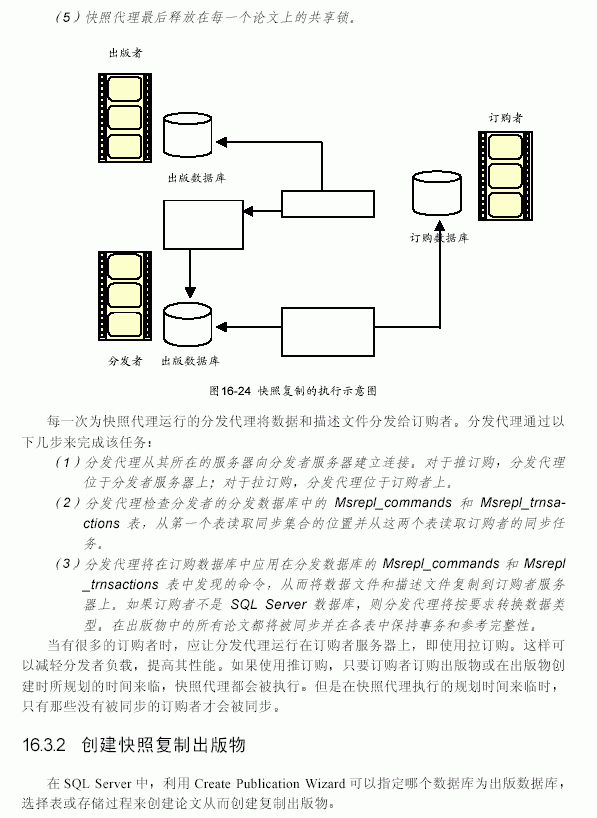 （5）快照代理最后释放在每一个论文上的共享锁。
出版者
订购者
出版数据库
订购数据库
分发者 出版数据库
图16-24 快照复制的执行示意图
每一次为快照代理运行的分发代理将数据和描述文件分发给订购者。分发代理通过以
下几步来完成该任务：
（1）分发代理从其所在的服务器向分发者服务器建立连接。对于推订购，分发代理
位于分发者服务器上；对于拉订购，分发代理位于订购者上。
（2）分发代理检查分发者的分发数据库中的 Msrepl_commands 和 Msrepl_trnsa-
ctions 表，从第一个表读取同步集合的位置并从这两个表读取订购者的同步任
务。
（3）分发代理将在订购数据库中应用在分发数据库的 Msrepl_commands 和 Msrepl
_trnsactions 表中发现的命令，从而将数据文件和描述文件复制到订购者服务
器上。如果订购者不是 SQL Server 数据库，则分发代理将按要求转换数据类
型。在出版物中的所有论文都将被同步并在各表中保持事务和参考完整性。
当有很多的订购者时，应让分发代理运行在订购者服务器上，即使用拉订购。这样可
以减轻分发者负载，提高其性能。如果使用推订购，只要订购者订购出版物或在出版物创
建时所规划的时间来临，快照代理都会被执行。但是在快照代理执行的规划时间来临时，
只有那些没有被同步的订购者才会被同步。
16.3.2 创建快照复制出版物
在 SQL Server 中，利用 Create Publication Wizard 可以指定哪个数据库为出版数据库，
选择表或存储过程来创建论文从而创建复制出版物。